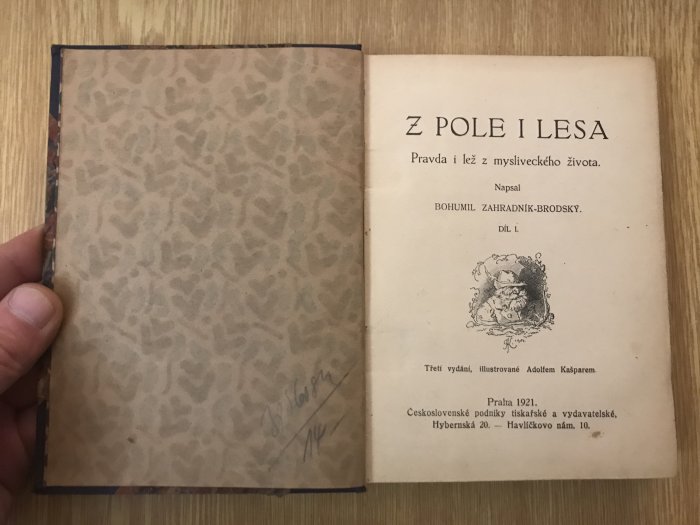 Z POLE I LESA
Pravda i lež z mysliveckého života.
Napsal
BOHUMIL ZAHRADNÍK-BRODSKÝ.
DÍL I.
Třetí vydání, illustrované Adolfem Kašparem.
Praha 1921.
Československé podniky tiskařské a vydavatelské,
Hybernská 20. — Havlíčkovo nám. 10.